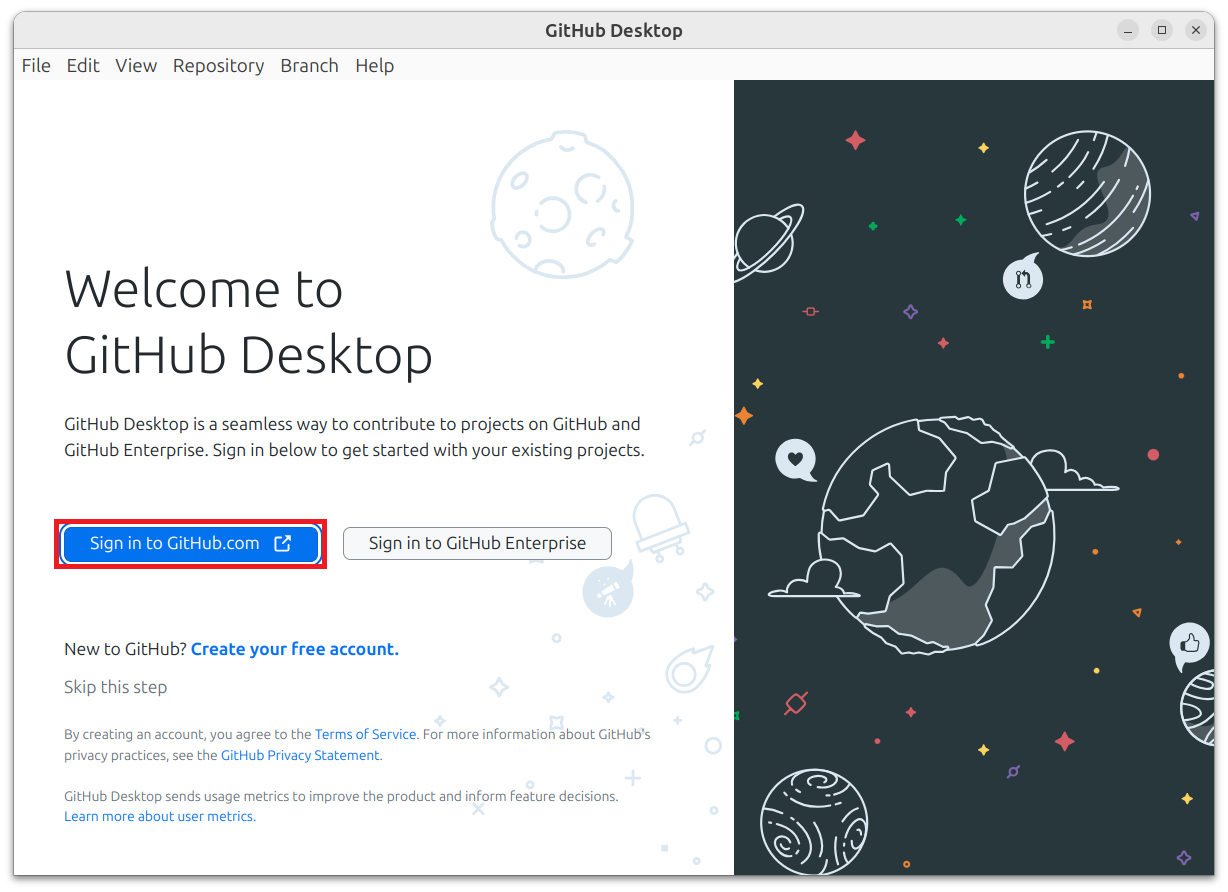 GitHub Desktop
File Edit View Repository Branch Help
Welcome to
GitHub Desktop
GitHub Desktop is a seamless way to contribute to projects on GitHub and
GitHub Enterprise. Sign in below to get started with your existing projects.
Sign in to GitHub.com
Sign in to GitHub Enterprise
New to GitHub? Create your free account.
Skip this step
By creating an account, you agree to the Terms of Service. For more information about GitHub's
privacy practices, see the GitHub Privacy Statement.
GitHub Desktop sends usage metrics to improve the product and inform feature decisions.
Learn more about user metrics.